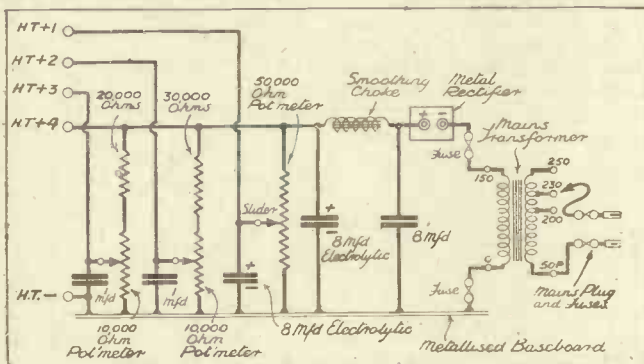 HT+1
HT+2
HT+3
HT+4
H.T.-
20,000
Ohms
30,000
Ohms
50,000
Ohm
Pot'meter
Smoothing
Choke
Metal
Rectifier
+ -
Mains
Transformer
Fuse
150
250
230
200
Slider
+
-
8 mfd
Electrolytic
8 mfd
+
-
1 mfd
1 mfd
C
50P
Fuse
Mains Plug
and Fuses
10,000
Ohm
Pot'meter
10,000
Ohm
Pot'meter
8 Mfd Electrolytic
Metallised Baseboard